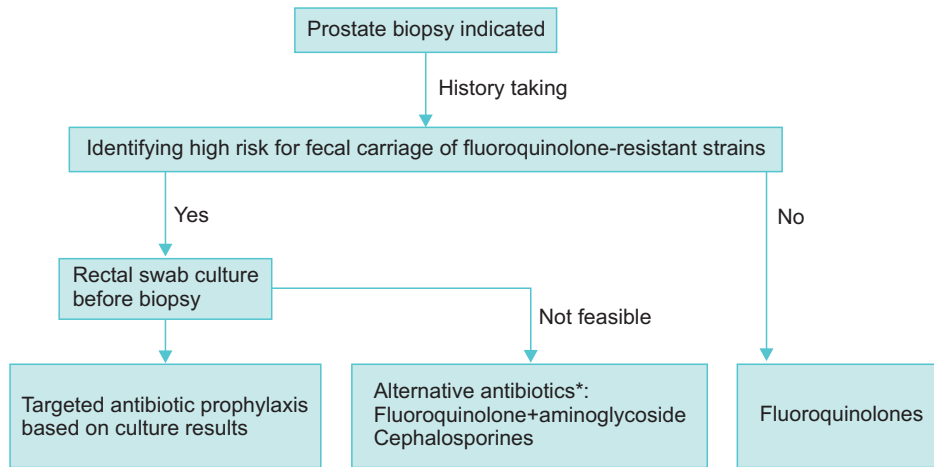 Prostate biopsy indicated
History taking
Identifying high risk for fecal carriage of fluoroquinolone-resistant strains
Yes
No
Rectal swab culture
before biopsy
Not feasible
Targeted antibiotic prophylaxis
based on culture results
Alternative antibiotics*:
Fluoroquinolone+aminoglycoside
Cephalosporines
Fluoroquinolones